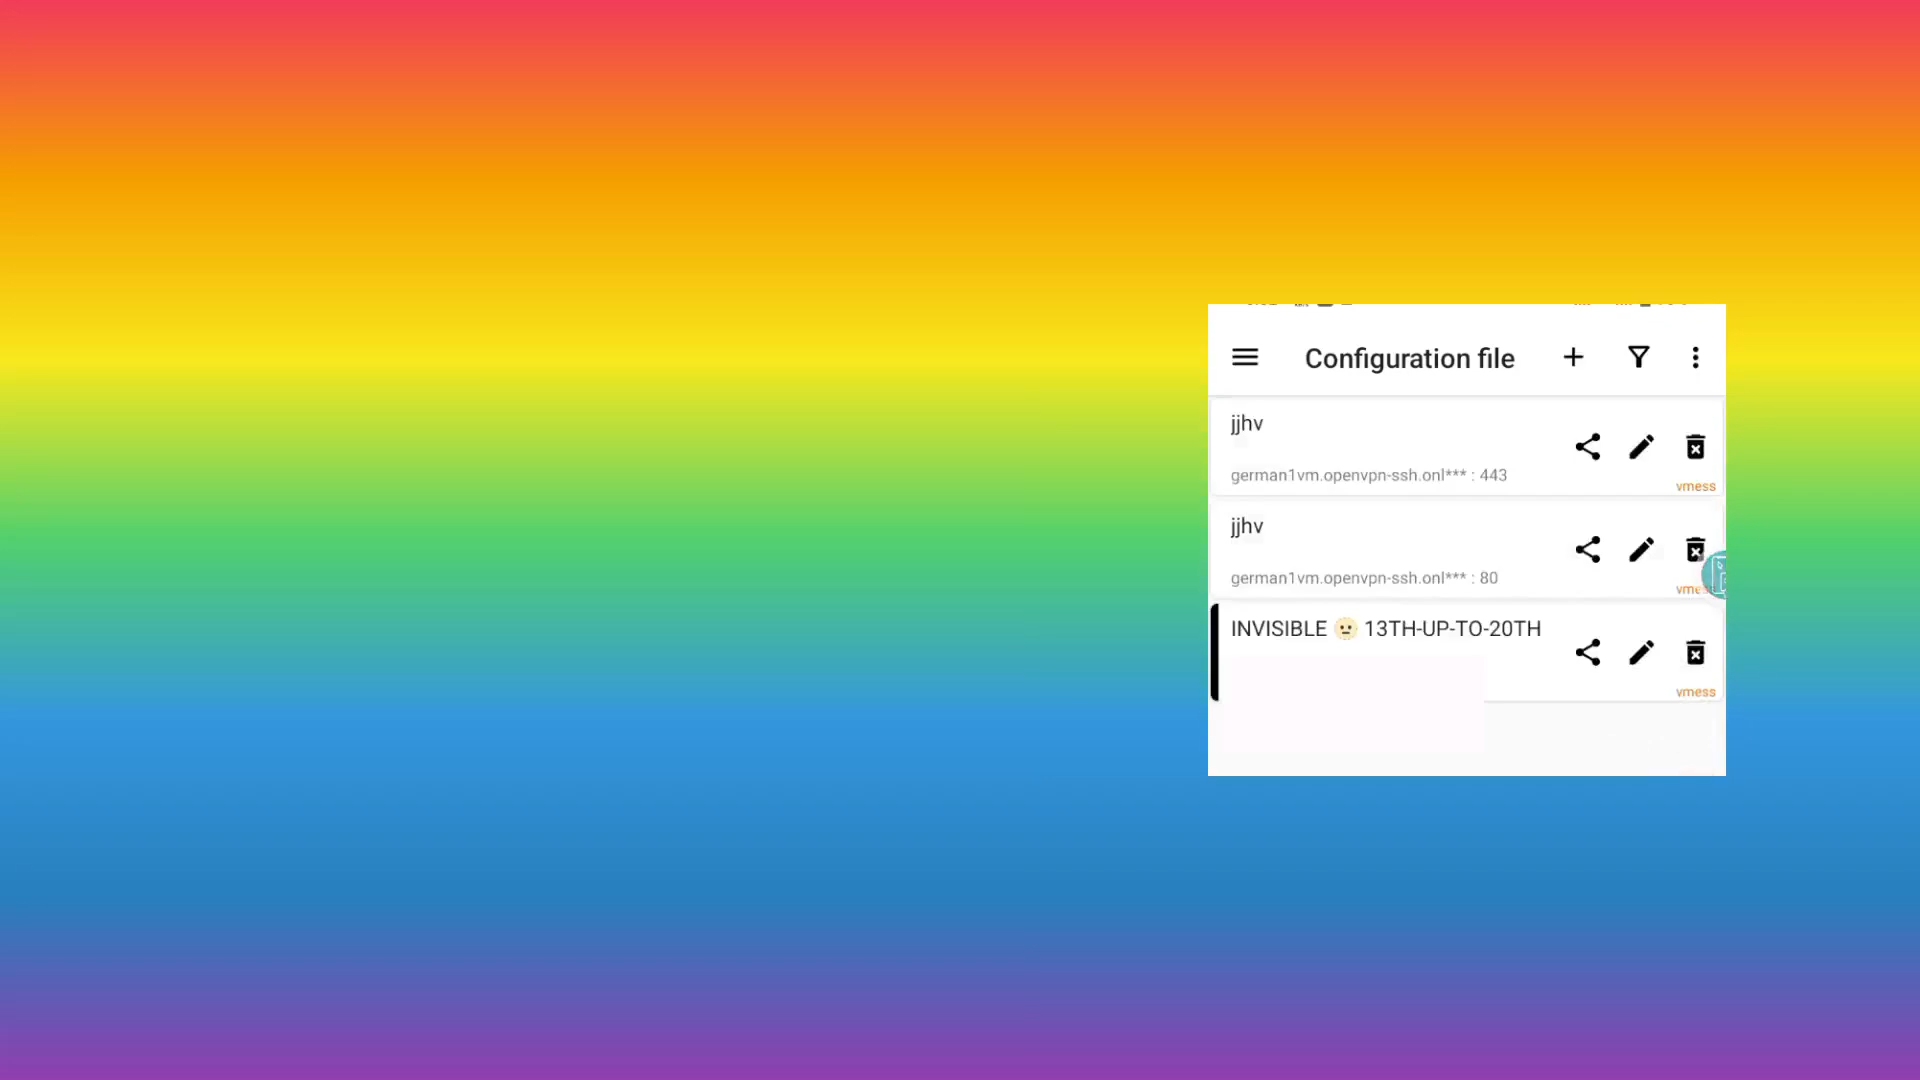 Configuration file
jjhv
german1vm.openvpn-ssh.onl*** : 443
vmess
jjhv
german1vm.openvpn-ssh.onl*** : 80
INVISIBLE 😐 13TH-UP-TO-20TH
vmess